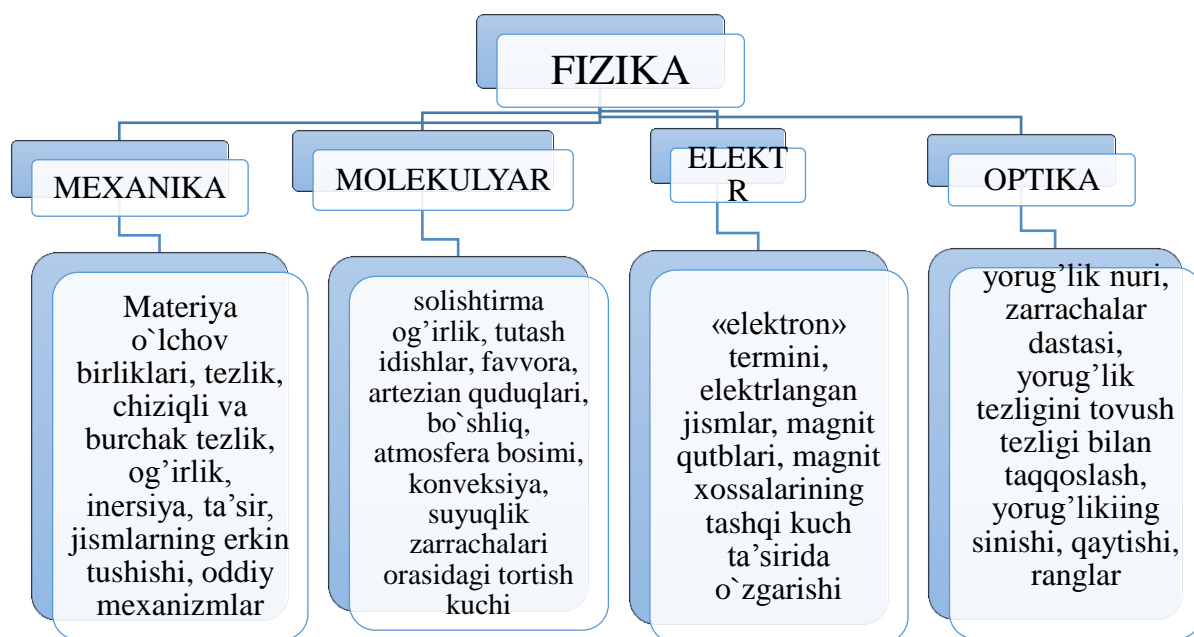 FIZIKA
MEXANIKA
MOLEKULYAR
ELEKT
R
OPTIKA
Materiya
o`lchov
birliklari, tezlik,
chiziqli va
burchak tezlik,
og’irlik,
inersiya, ta’sir,
jismlarning erkin
tushishi, oddiy
mexanizmlar
solishtirma
og’irlik, tutash
idishlar, favvora,
artezian quduqlari,
bo`shliq,
atmosfera bosimi,
konveksiya,
suyuqlik
zarrachalari
orasidagi tortish
kuchi
«elektron»
termini,
elektrlangan
jismlar, magnit
qutblari, magnit
xossalarining
tashqi kuch
ta’sirida
o`zgarishi
yorug’lik nuri,
zarrachalar
dastasi,
yorug’lik
tezligini tovush
tezligi bilan
taqqoslash,
yorug’likiing
sinishi, qaytishi,
ranglar